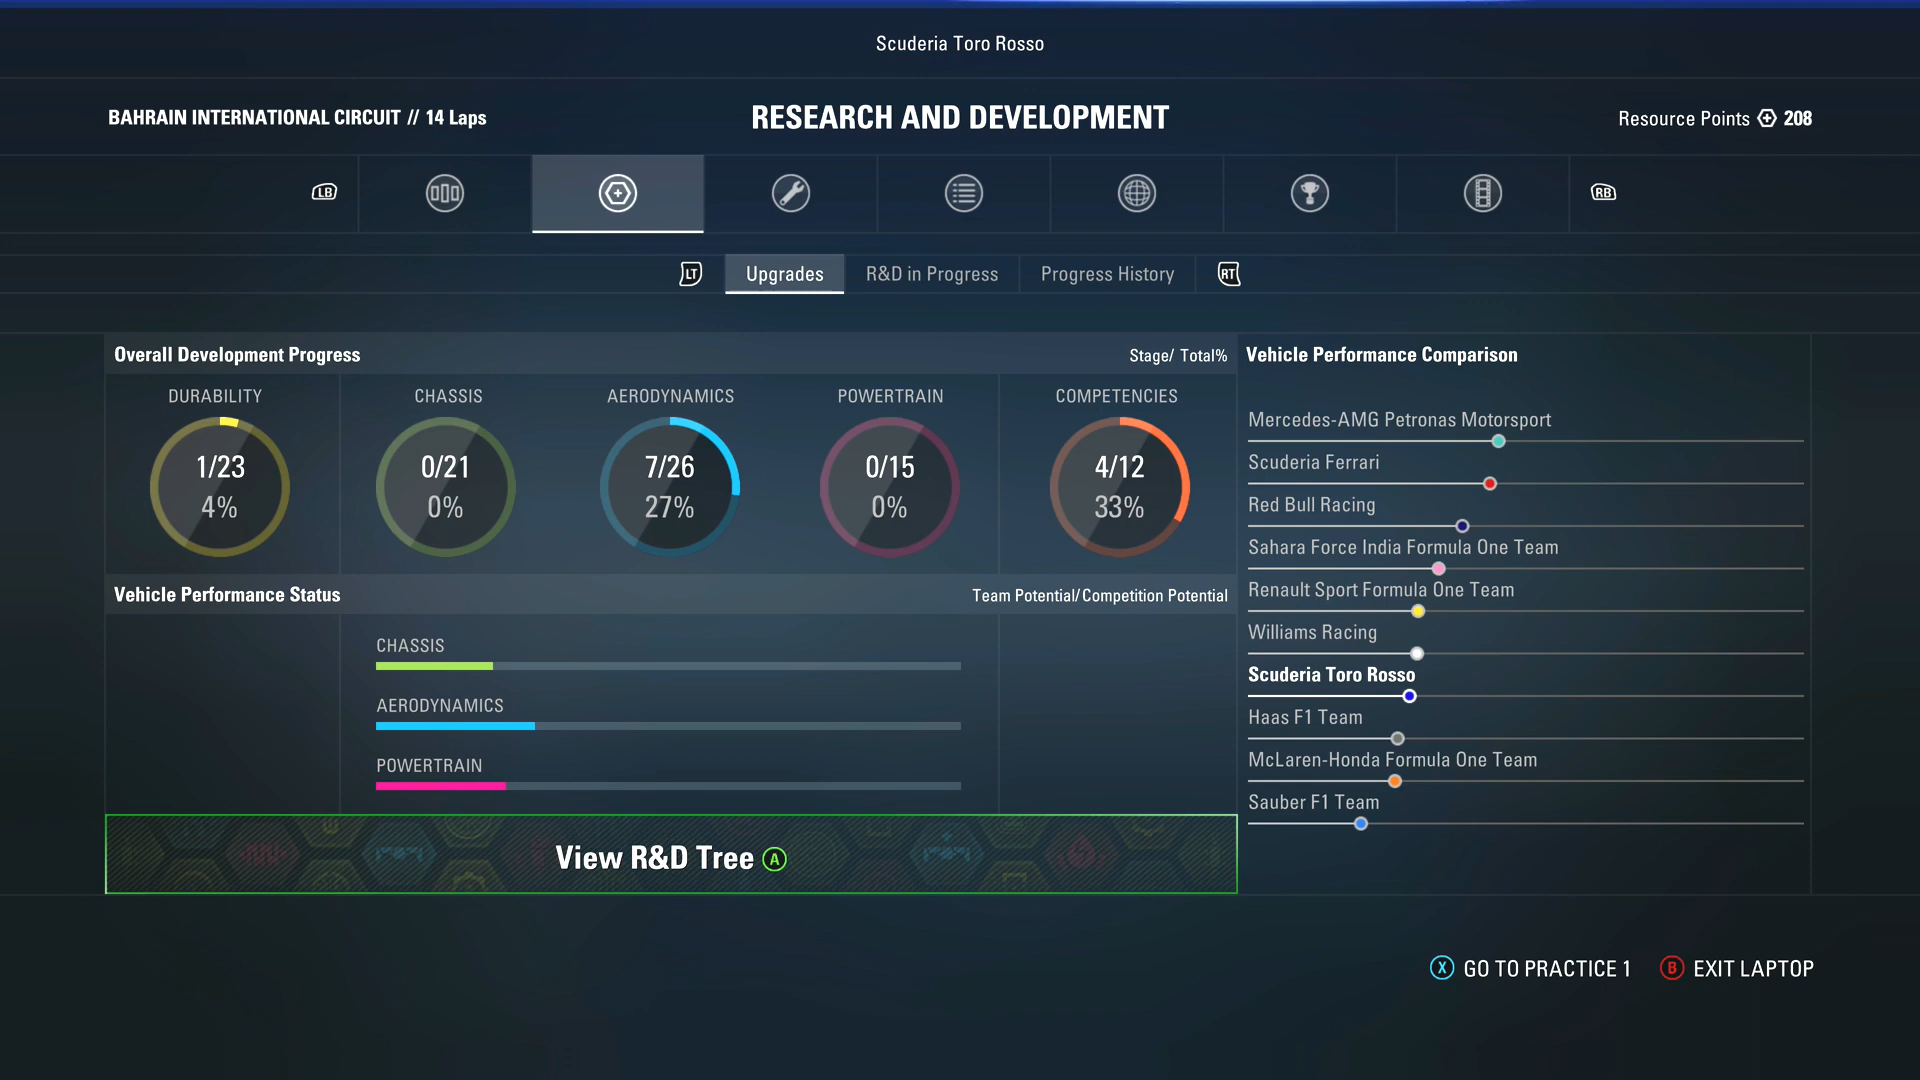 Scuderia Toro Rosso
BAHRAIN INTERNATIONAL CIRCUIT // 14 Laps
RESEARCH AND DEVELOPMENT
Resource Points 208
LB
RB
LT
Upgrades
R&D in Progress
Progress History
RT
Overall Development Progress
Stage/ Total%
DURABILITY
CHASSIS
AERODYNAMICS
POWERTRAIN
COMPETENCIES
1/23
0/21
7/26
0/15
4/12
4%
0%
27%
0%
33%
Vehicle Performance Status
Team Potential/Competition Potential
CHASSIS
AERODYNAMICS
POWERTRAIN
View R&D Tree A
Vehicle Performance Comparison
Mercedes-AMG Petronas Motorsport
Scuderia Ferrari
Red Bull Racing
Sahara Force India Formula One Team
Renault Sport Formula One Team
Williams Racing
Scuderia Toro Rosso
Haas F1 Team
McLaren-Honda Formula One Team
Sauber F1 Team
X GO TO PRACTICE 1
B EXIT LAPTOP